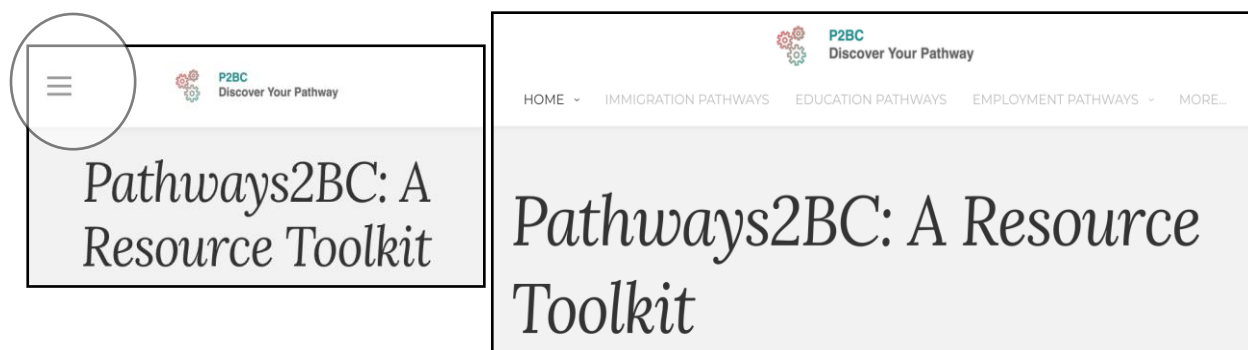 P2BC
Discover Your Pathway
Pathways2BC: A
Resource Toolkit
P2BC
Discover Your Pathway
HOME IMMIGRATION PATHWAYS EDUCATION PATHWAYS EMPLOYMENT PATHWAYS MORE...
Pathways2BC: A Resource
Toolkit